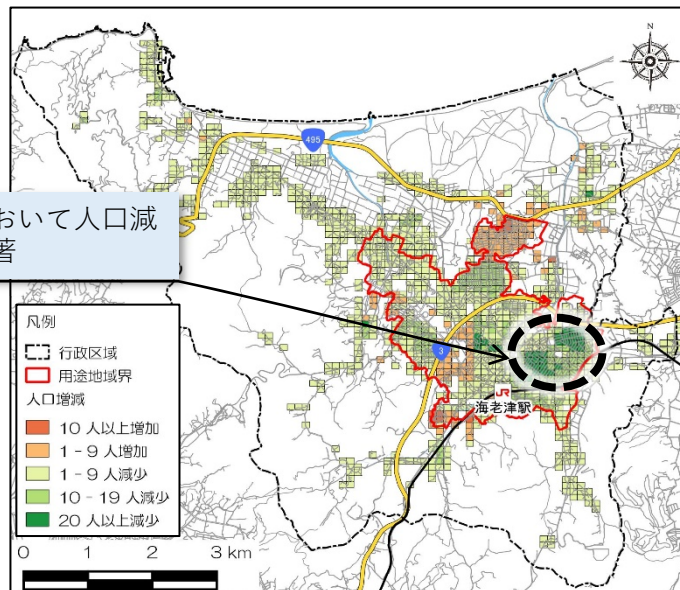 N
495
おいて人口減
著
凡例
行政区域
用途地域界
人口増減
10 人以上増加
1 - 9 人増加
1 - 9 人減少
10 - 19 人減少
20 人以上減少
3
JR
海老津駅
0 1 2 3 km